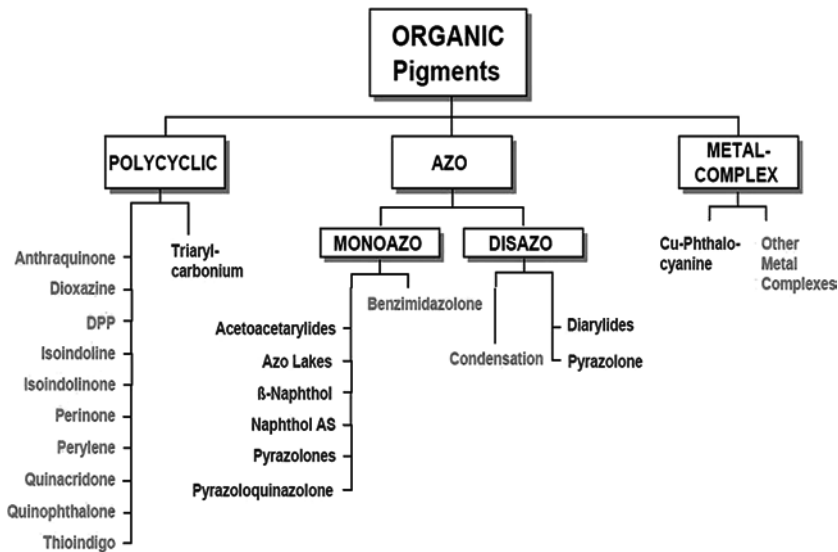 ORGANIC
Pigments
POLYCYCLIC
AZO
METAL-
COMPLEX
Anthraquinone
Dioxazine
DPP
Isoindoline
Isoindolinone
Perinone
Perylene
Quinacridone
Quinophthalone
Thioindigo
Triaryl-
carbonium
MONOAZO
DISAZO
Acetoacetarylides
Azo Lakes
ß-Naphthol
Naphthol AS
Pyrazolones
Pyrazoloquinazolone
Benzimidazolone
Condensation
Diarylides
Pyrazolone
Cu-Phthalo-
cyanine
Other
Metal
Complexes